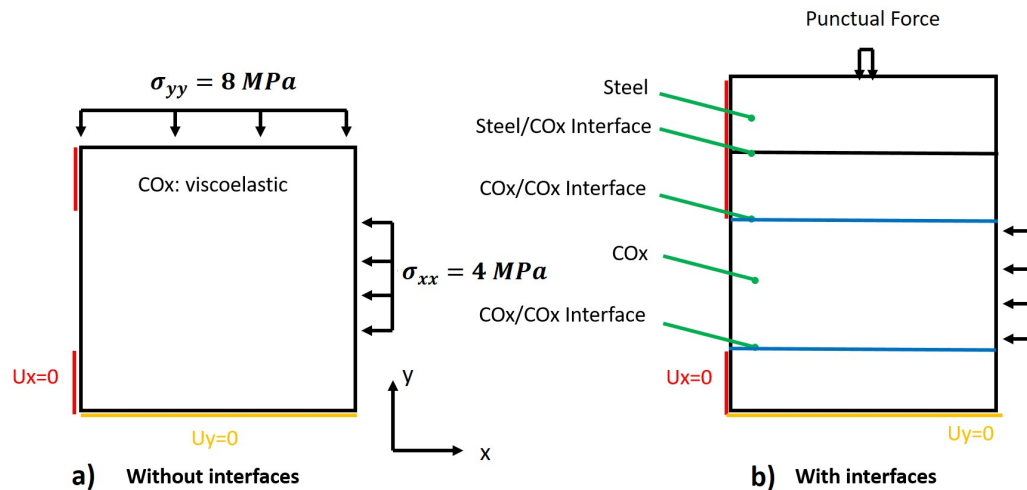 σyy = 8 MPa
COx: viscoelastic
σxx = 4 MPa
Ux=0
Uy=0
y
x
a) Without interfaces
Punctual Force
Steel
Steel/COx Interface
COx/COx Interface
COx
COx/COx Interface
Ux=0
Uy=0
b) With interfaces